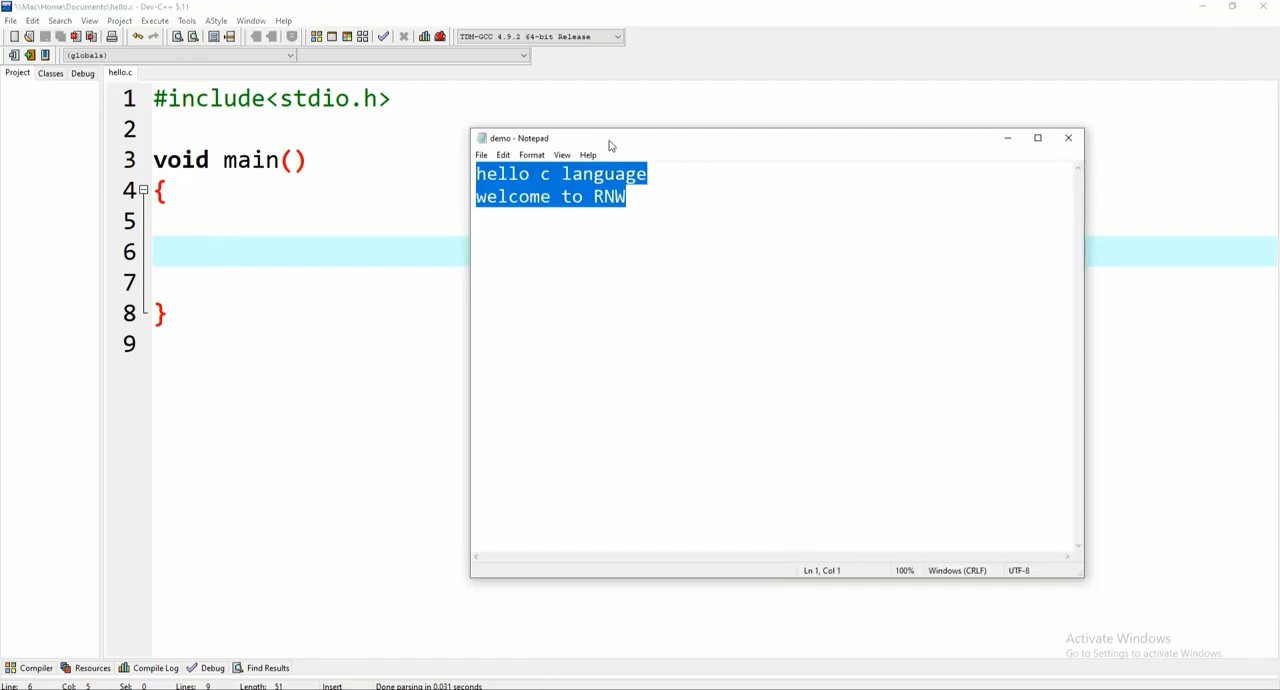 \\Mac\Home\Documents\hello.c - Dev-C++ 5.11
File Edit Search View Project Execute Tools AStyle Window Help
TDM-GCC 4.9.2 64-bit Release
(globals)
Project Classes Debug hello.c
1 #include<stdio.h>
2
3 void main()
4 {
5
6
7
8 }
9
demo - Notepad
File Edit Format View Help
hello c language
welcome to RNW
Ln 1, Col 1 100% Windows (CRLF) UTF-8
Activate Windows
Go to Settings to activate Windows.
Compiler Resources Compile Log Debug Find Results
Line: 6 Col: 5 Sel: 0 Lines: 9 Length: 51 Insert Done parsing in 0.031 seconds